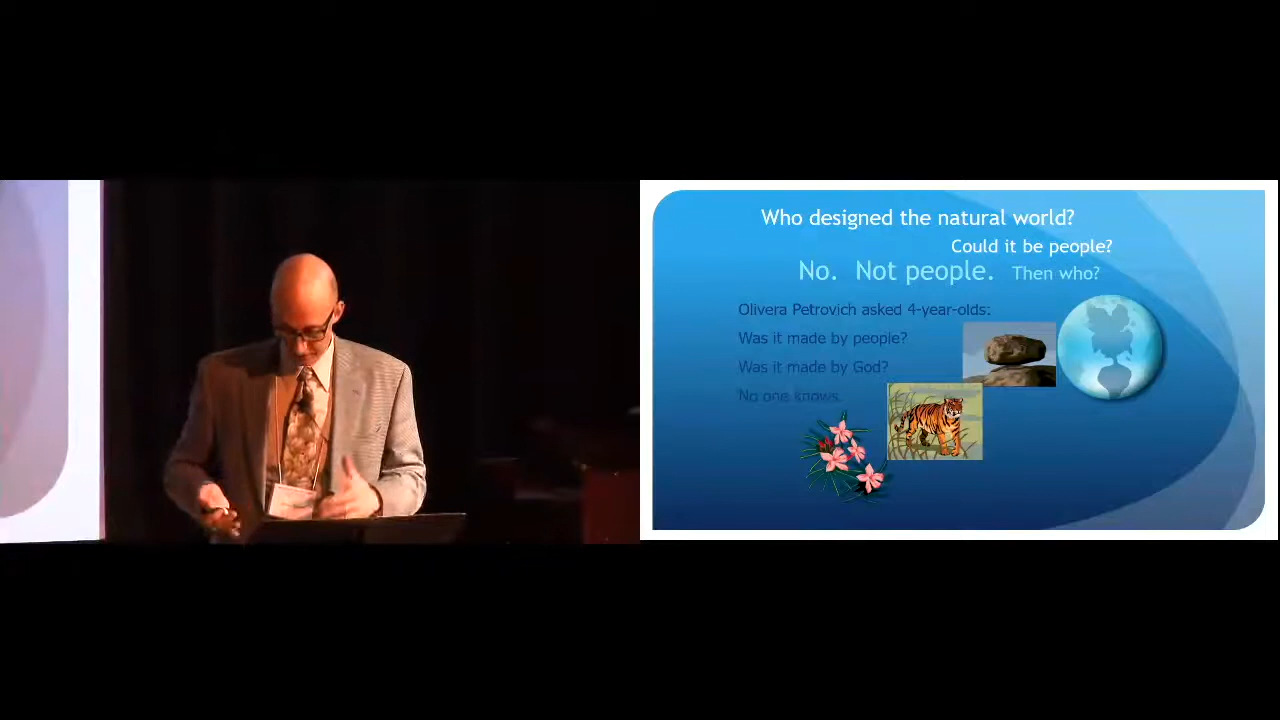 Who designed the natural world?
Could it be people?
No. Not people. Then who?
Olivera Petrovich asked 4-year-olds:
Was it made by people?
Was it made by God?
No one knows.